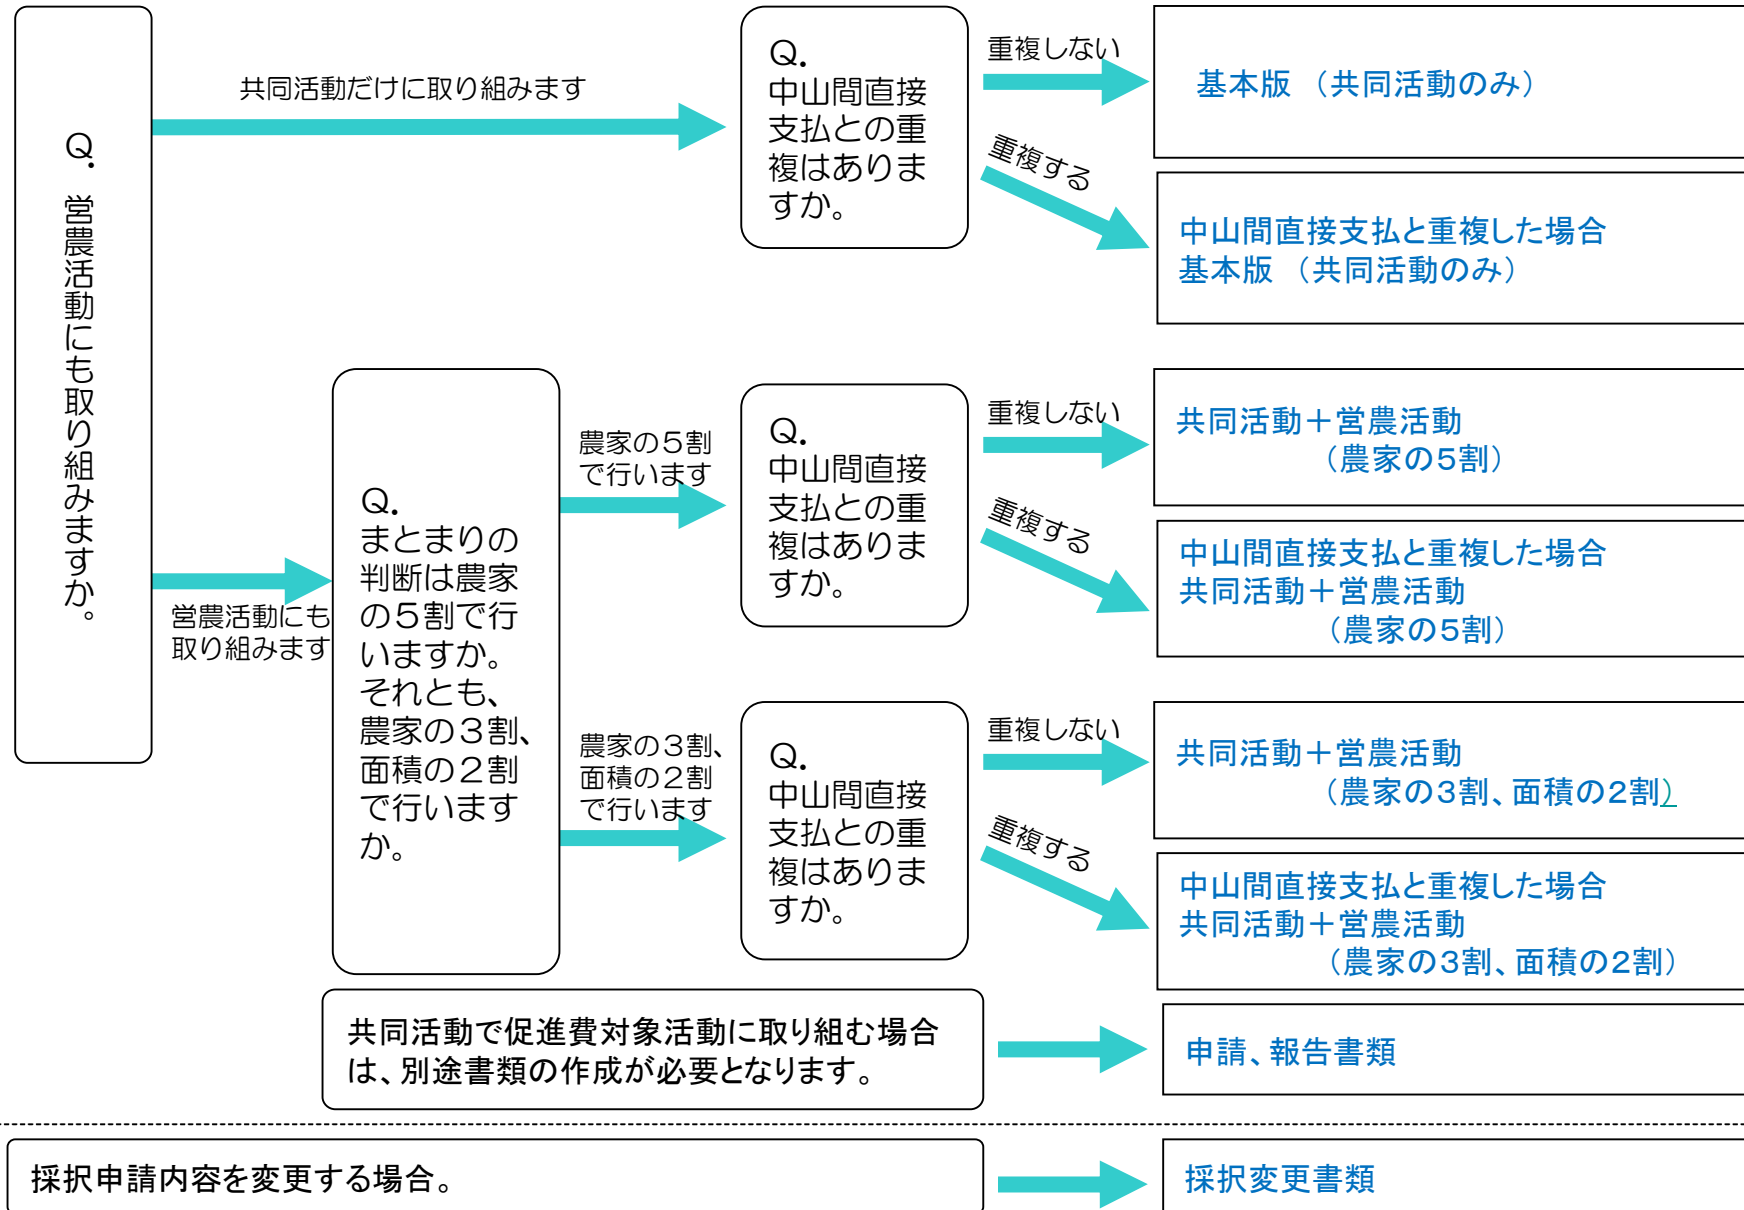 Q.営農活動にも取り組みますか。
共同活動だけに取り組みます
Q.
中山間直接
支払との重
複はありま
すか。
重複しない
基本版 （共同活動のみ）
重複する
中山間直接支払と重複した場合
基本版 （共同活動のみ）
営農活動にも
取り組みます
Q.
まとまりの
判断は農家
の５割で行
いますか。
それとも、
農家の３割、
面積の２割
で行います
か。
農家の５割
で行います
Q.
中山間直接
支払との重
複はありま
すか。
重複しない
共同活動＋営農活動
（農家の5割）
重複する
中山間直接支払と重複した場合
共同活動＋営農活動
（農家の5割）
農家の３割、
面積の２割
で行います
Q.
中山間直接
支払との重
複はありま
すか。
重複しない
共同活動＋営農活動
（農家の3割、面積の2割）
重複する
中山間直接支払と重複した場合
共同活動＋営農活動
（農家の3割、面積の2割）
共同活動で促進費対象活動に取り組む場合
は、別途書類の作成が必要となります。
申請、報告書類
採択申請内容を変更する場合。
採択変更書類